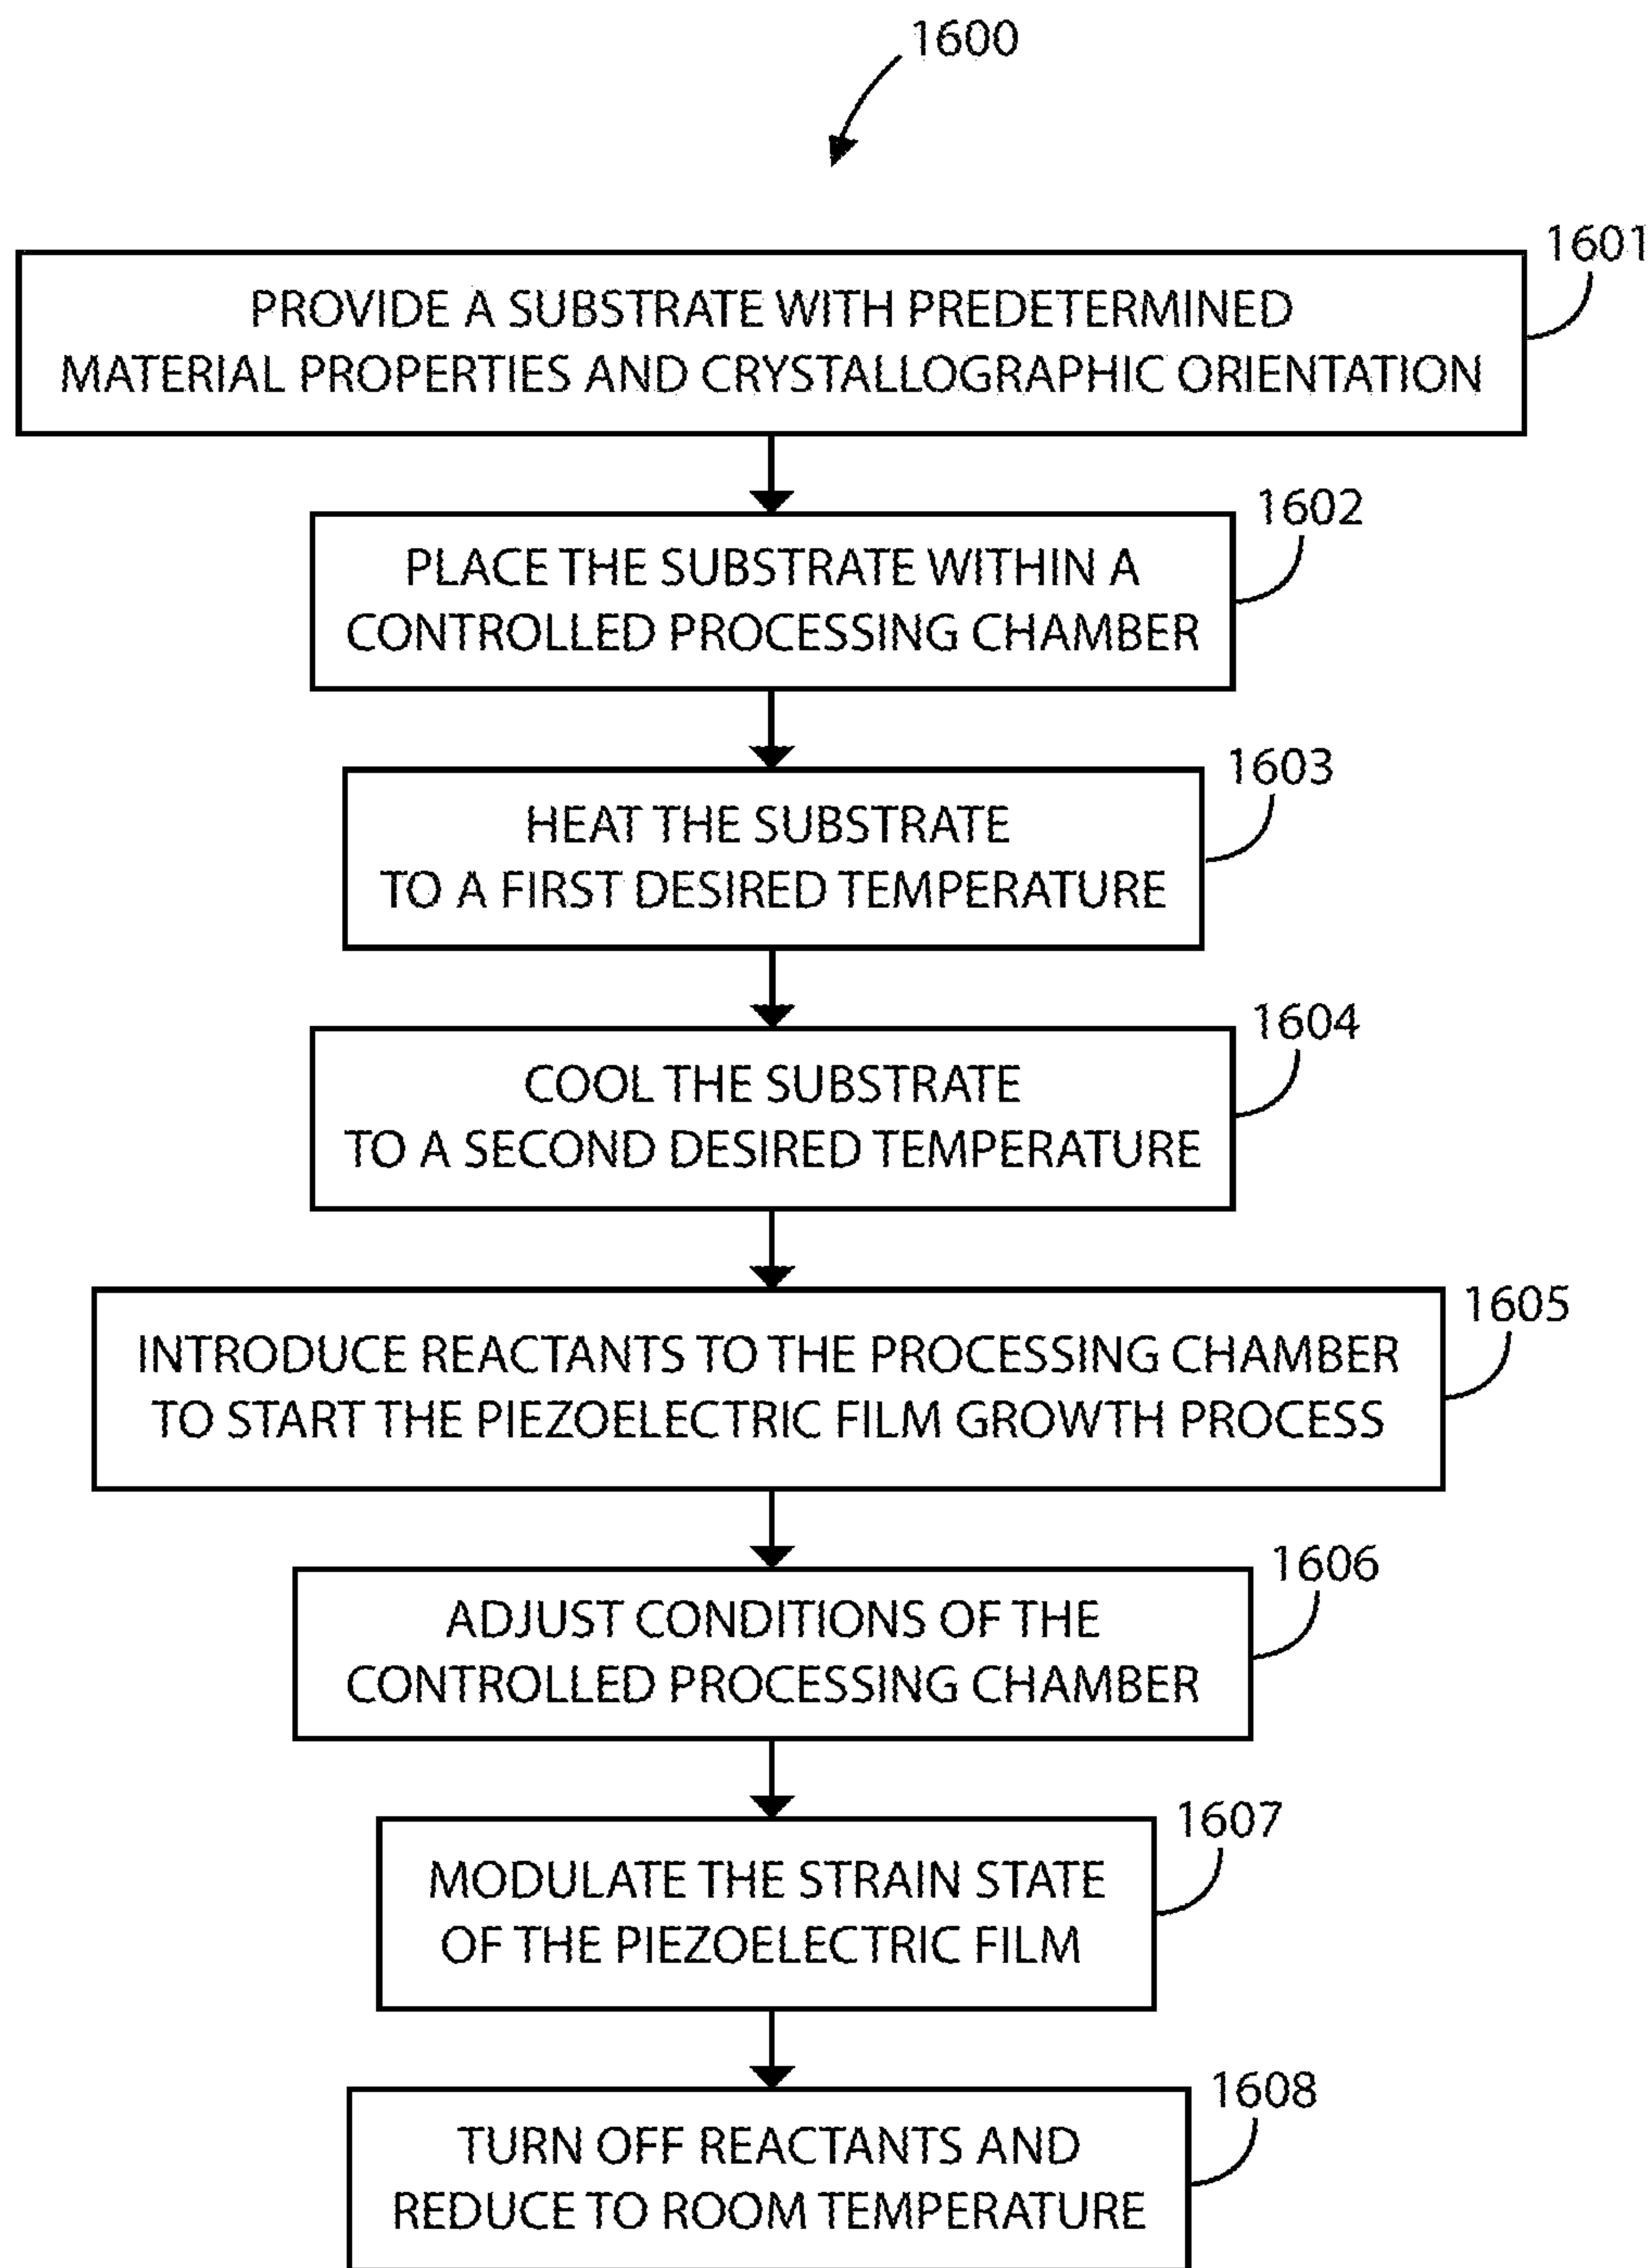 1600
1601
PROVIDE A SUBSTRATE WITH PREDETERMINED
MATERIAL PROPERTIES AND CRYSTALLOGRAPHIC ORIENTATION
1602
PLACE THE SUBSTRATE WITHIN A
CONTROLLED PROCESSING CHAMBER
1603
HEAT THE SUBSTRATE
TO A FIRST DESIRED TEMPERATURE
1604
COOL THE SUBSTRATE
TO A SECOND DESIRED TEMPERATURE
1605
INTRODUCE REACTANTS TO THE PROCESSING CHAMBER
TO START THE PIEZOELECTRIC FILM GROWTH PROCESS
1606
ADJUST CONDITIONS OF THE
CONTROLLED PROCESSING CHAMBER
1607
MODULATE THE STRAIN STATE
OF THE PIEZOELECTRIC FILM
1608
TURN OFF REACTANTS AND
REDUCE TO ROOM TEMPERATURE